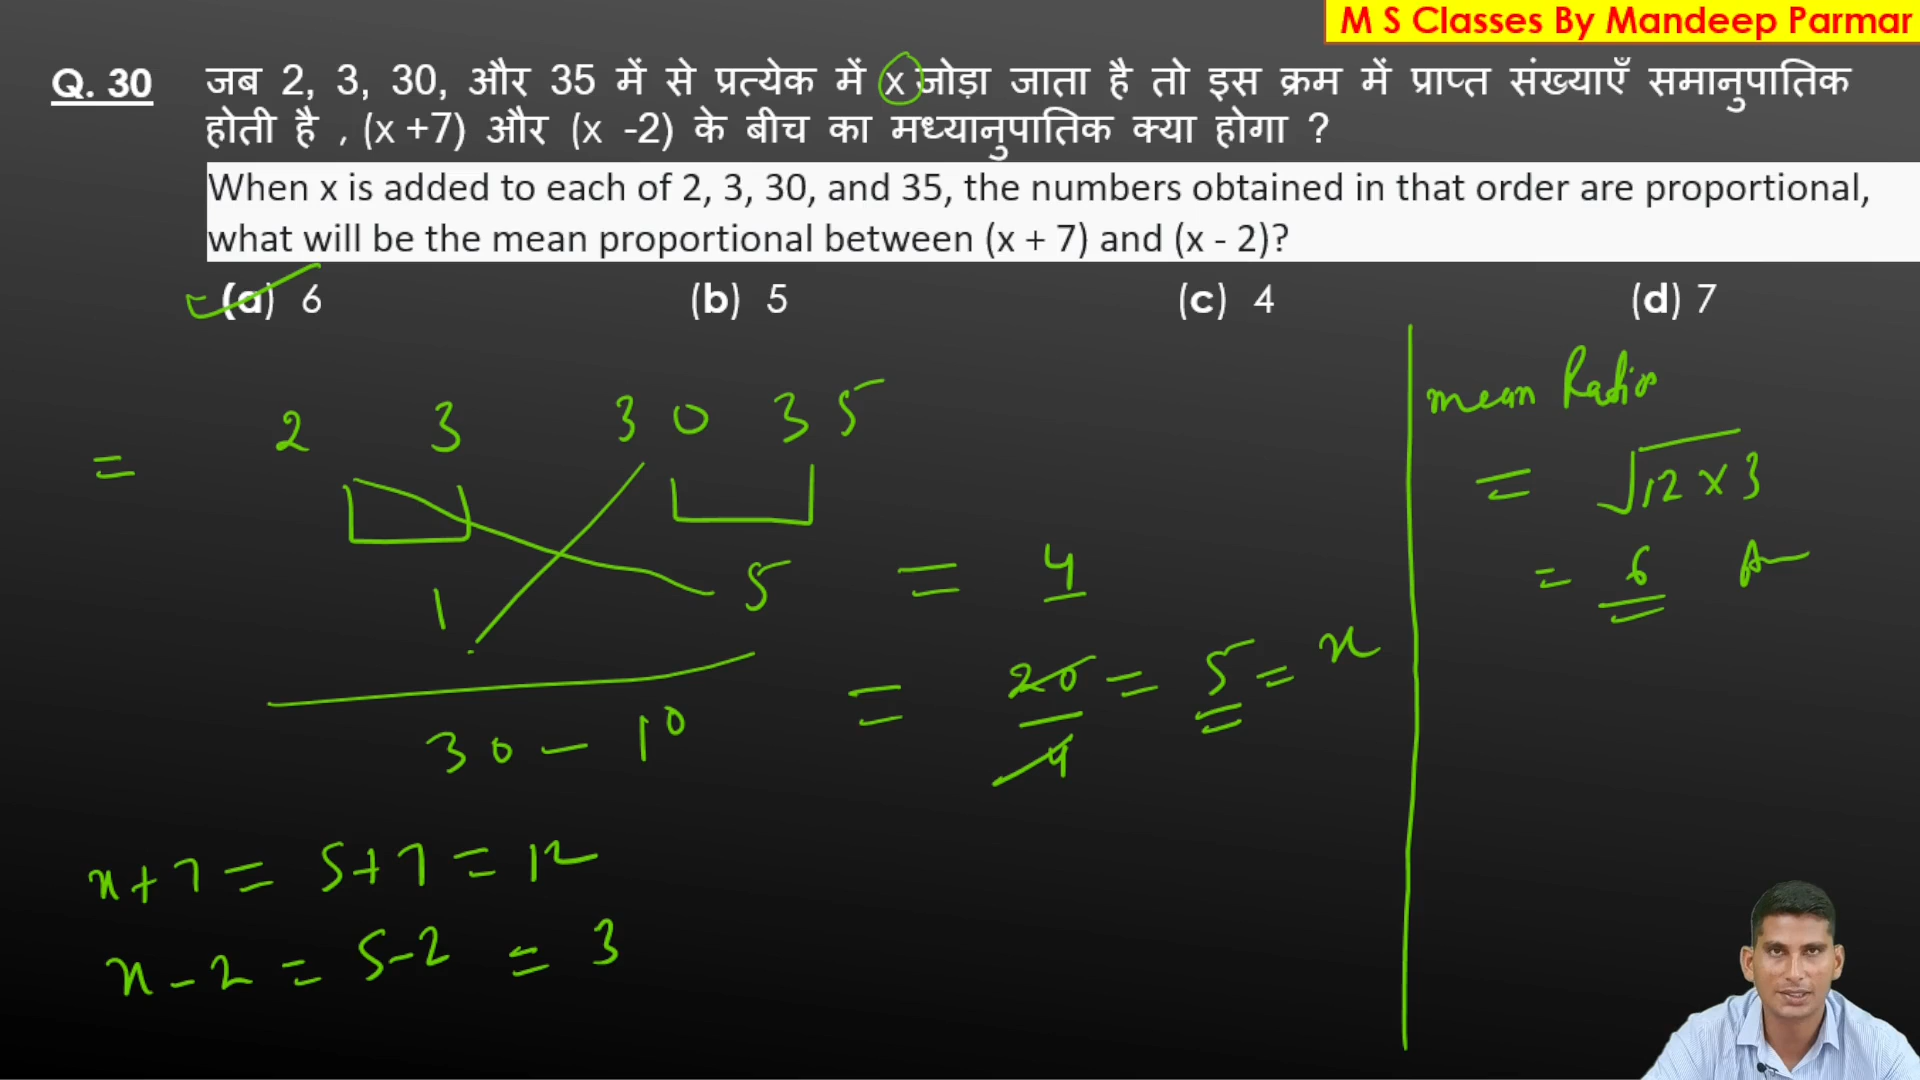 M S Classes By Mandeep Parmar
Q. 30 जब 2, 3, 30, और 35 में से प्रत्येक में x जोड़ा जाता है तो इस क्रम में प्राप्त संख्याएँ समानुपातिक
होती है , (x +7) और (x -2) के बीच का मध्यानुपातिक क्या होगा ?
When x is added to each of 2, 3, 30, and 35, the numbers obtained in that order are proportional,
what will be the mean proportional between (x + 7) and (x - 2)?
(a) 6 (b) 5 (c) 4 (d) 7
= 2 3 30 35
1 5 = 4
30 - 10 = 20/4 = 5 = x
x + 7 = 5 + 7 = 12
x - 2 = 5 - 2 = 3
mean Ratio
= √12 x 3
= 6 A